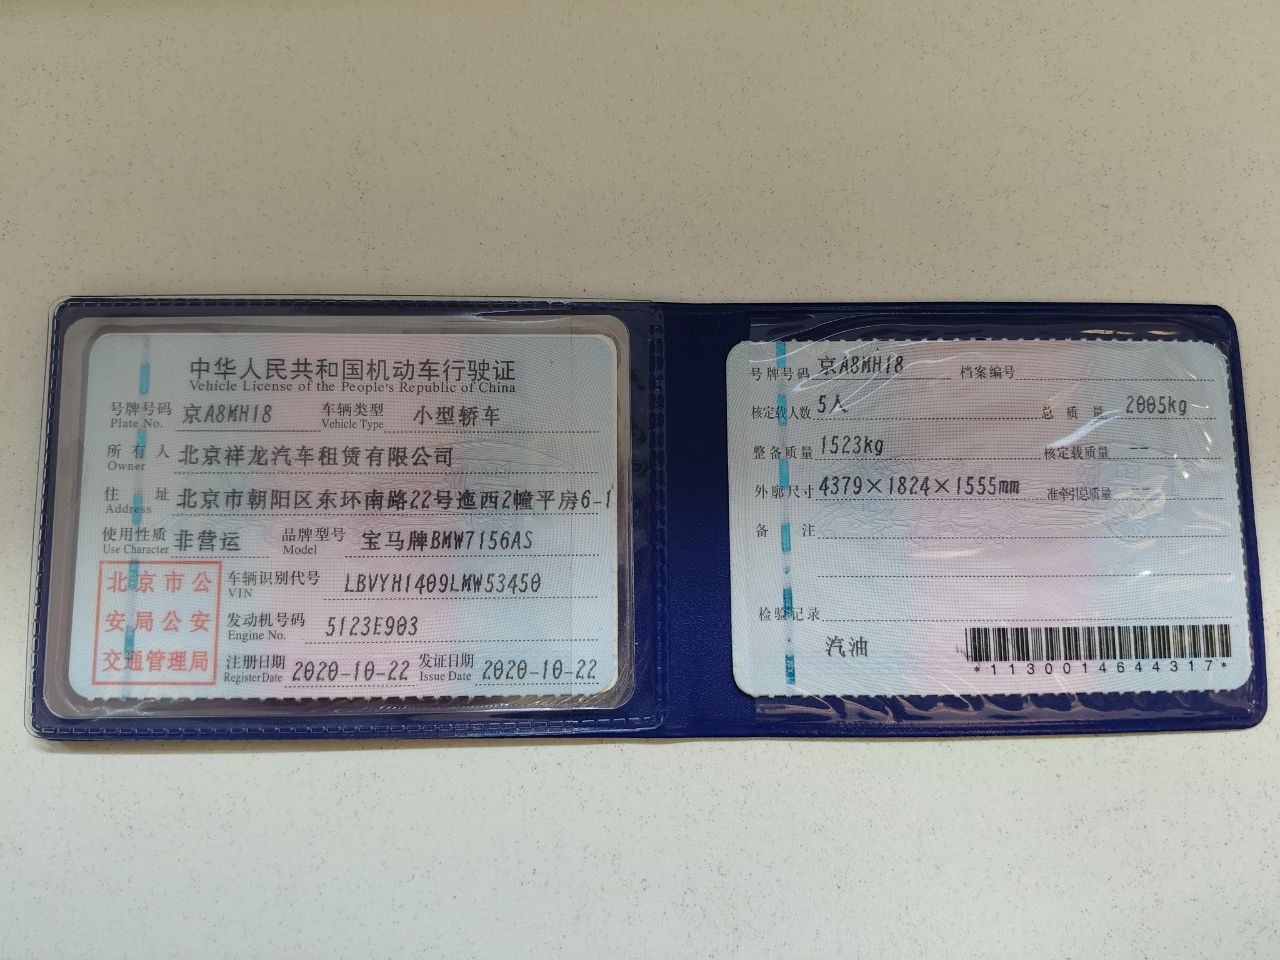 中华人民共和国机动车行驶证
Vehicle License of the People's Republic of China
号牌号码 京A8MH18 车辆类型 小型轿车
Plate No. Vehicle Type
所有人 北京祥龙汽车租赁有限公司
Owner
住址 北京市朝阳区东环南路22号迤西2幢平房6-1
Address
使用性质 非营运 品牌型号 宝马牌BMW7156AS
Use Character Model
北京市公
安局公安
交通管理局
车辆识别代号 LBVYH1409LMW53450
VIN
发动机号码 5123E903
Engine No.
注册日期 2020-10-22 发证日期 2020-10-22
Register Date Issue Date
号牌号码 京A8MH18 档案编号
核定载人数 5人 总质量 2005kg
整备质量 1523kg 核定载质量 --
外廓尺寸 4379×1824×1555mm 准牵引总质量 --
备注
检验记录
汽油
*1130014644317*